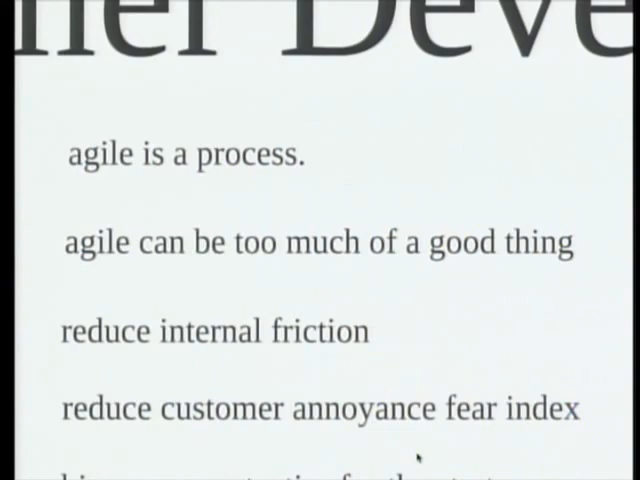 agile is a process.
agile can be too much of a good thing
reduce internal friction
reduce customer annoyance fear index